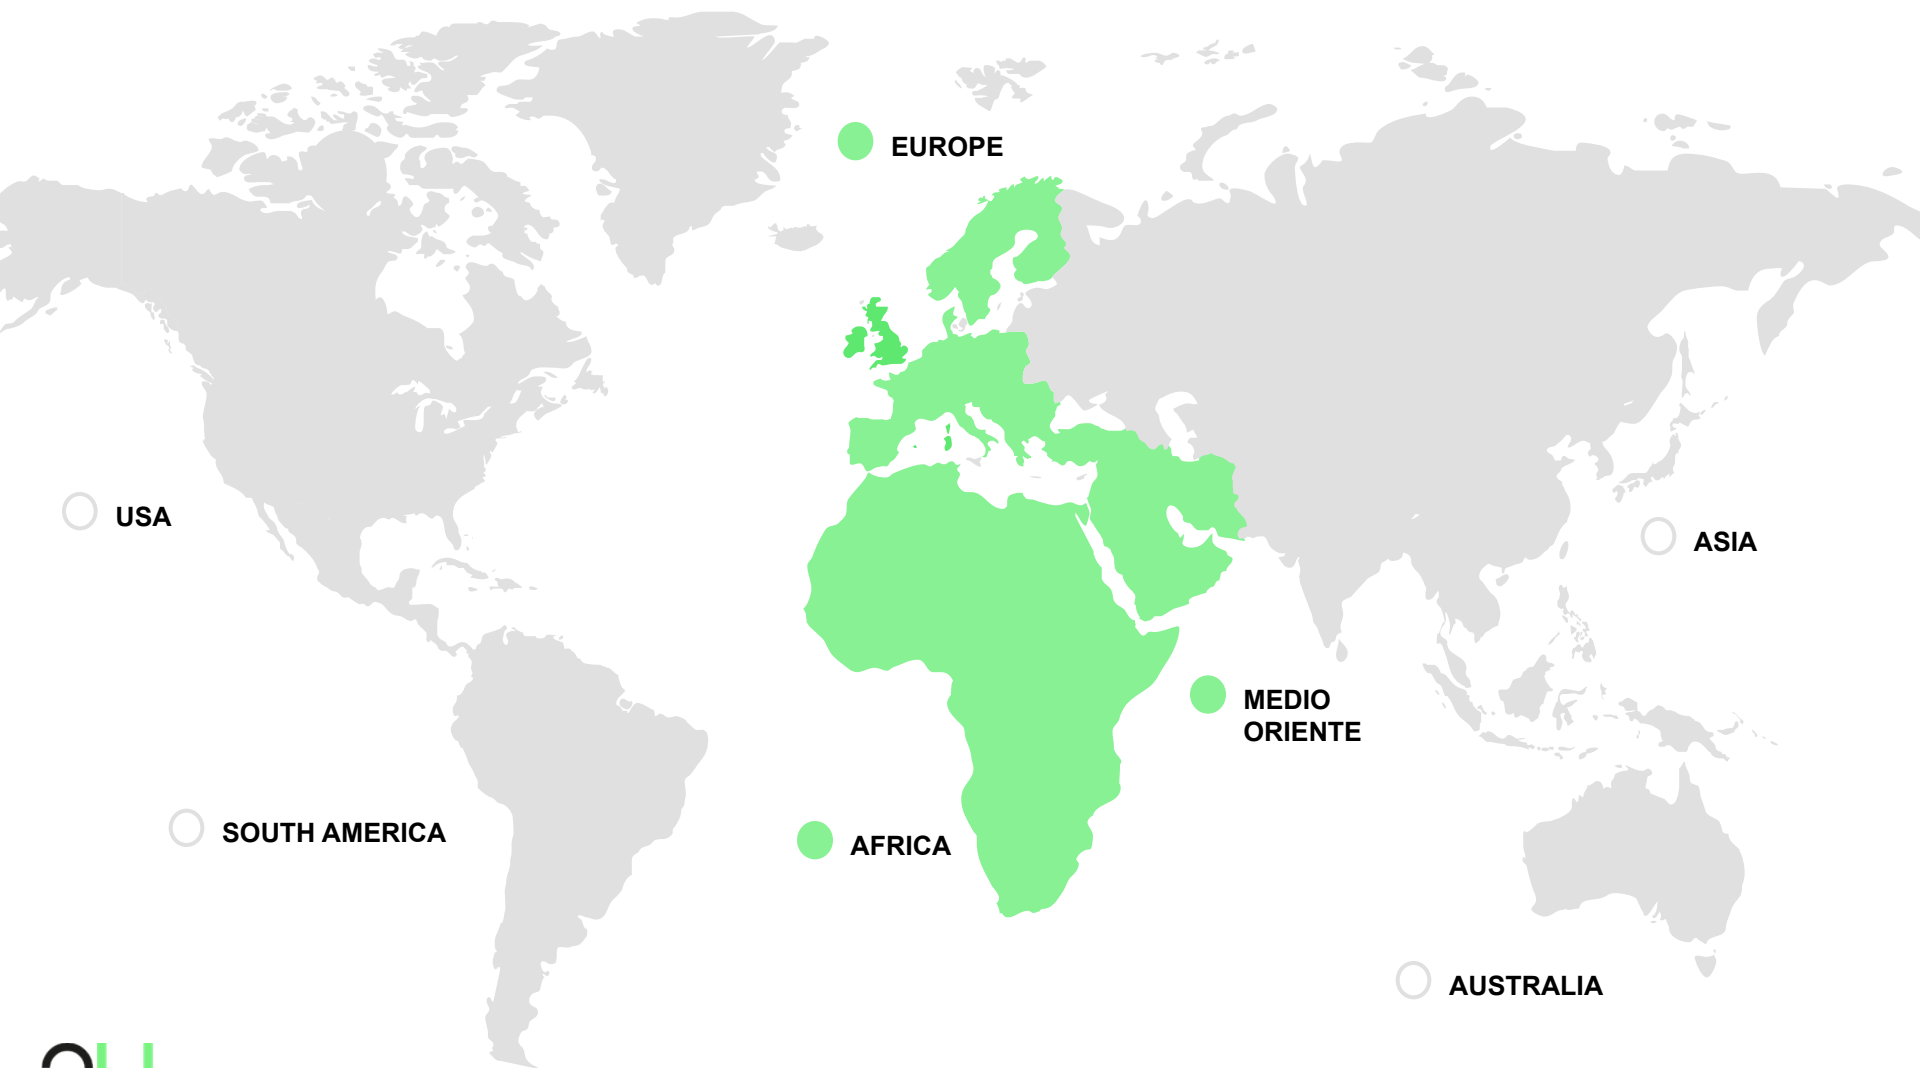 EUROPE
USA
ASIA
MEDIO
ORIENTE
SOUTH AMERICA
AFRICA
AUSTRALIA